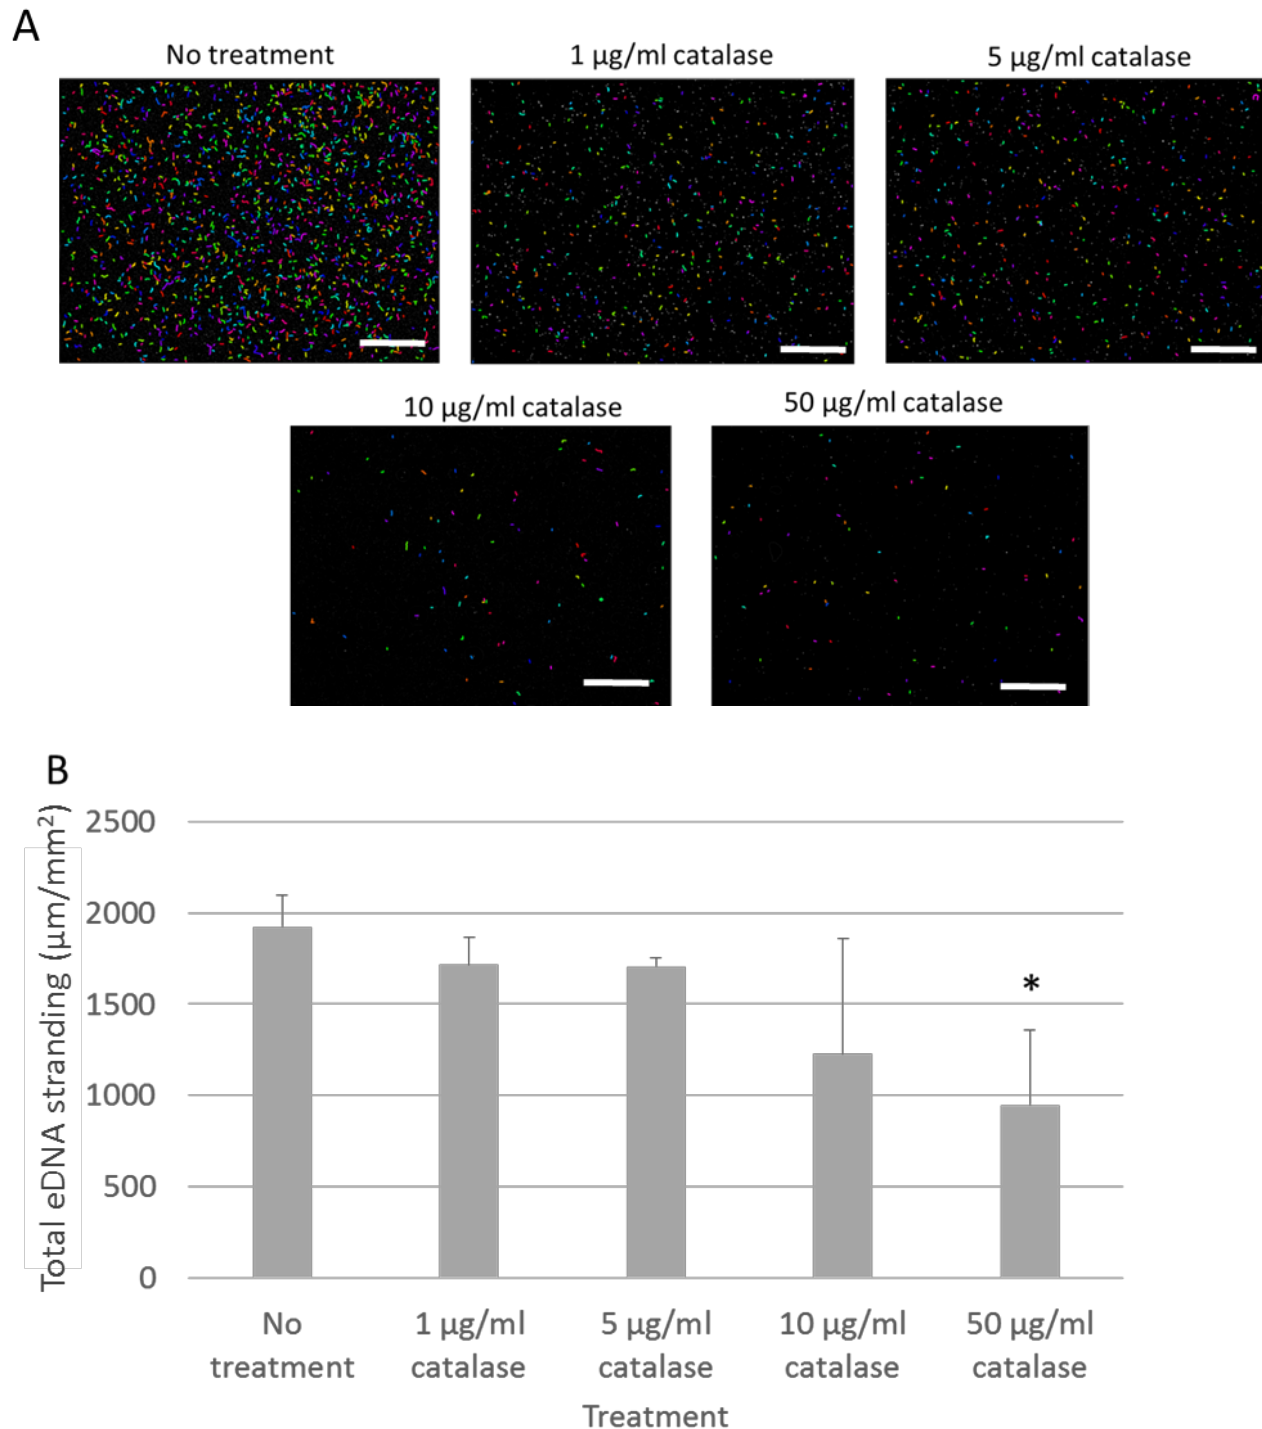 A
No treatment
1 µg/ml catalase
5 µg/ml catalase
10 µg/ml catalase
50 µg/ml catalase
B
Total eDNA stranding (µm/mm²)
2500
2000
1500
1000
500
0
*
No treatment
1 µg/ml catalase
5 µg/ml catalase
10 µg/ml catalase
50 µg/ml catalase
Treatment